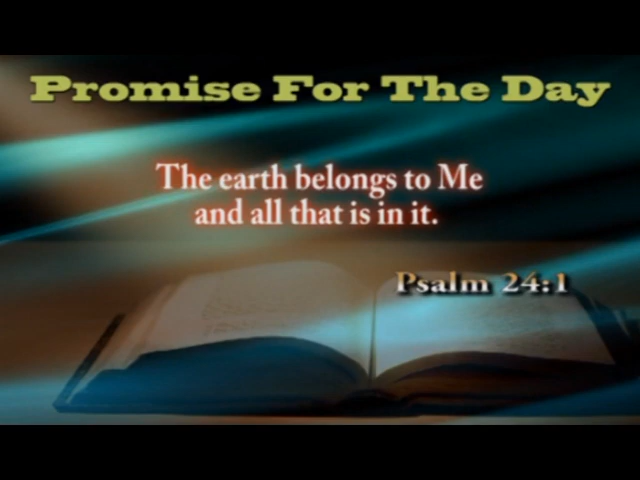 Promise For The Day
The earth belongs to Me
and all that is in it.
Psalm 24:1